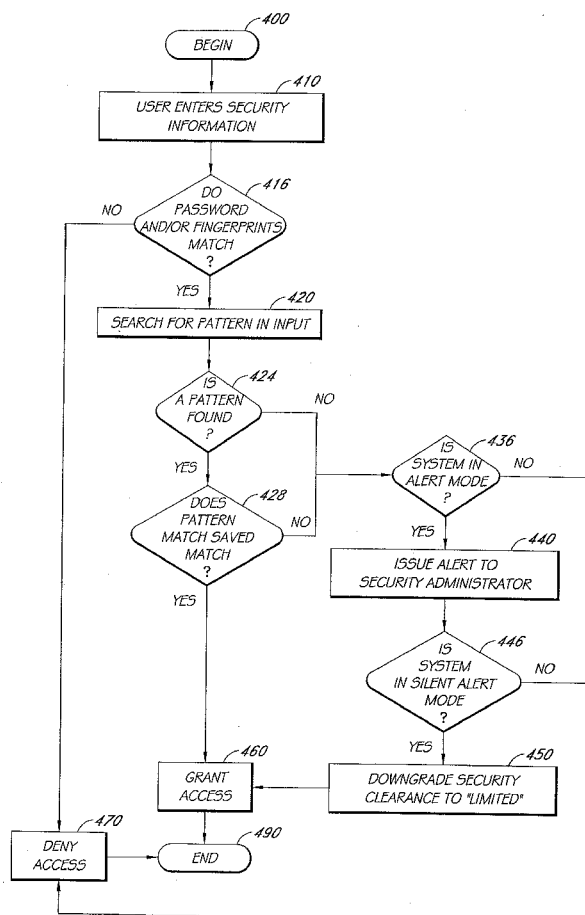 400
BEGIN
410
USER ENTERS SECURITY
INFORMATION
416
DO
PASSWORD
AND/OR FINGERPRINTS
MATCH
?
NO
YES
420
SEARCH FOR PATTERN IN INPUT
424
IS
A PATTERN
FOUND
?
NO
YES
428
DOES
PATTERN
MATCH SAVED
MATCH
?
NO
YES
436
IS
SYSTEM IN
ALERT MODE
?
NO
YES
440
ISSUE ALERT TO
SECURITY ADMINISTRATOR
446
IS
SYSTEM
IN SILENT ALERT
MODE
?
NO
YES
450
DOWNGRADE SECURITY
CLEARANCE TO "LIMITED"
460
GRANT
ACCESS
470
DENY
ACCESS
490
END